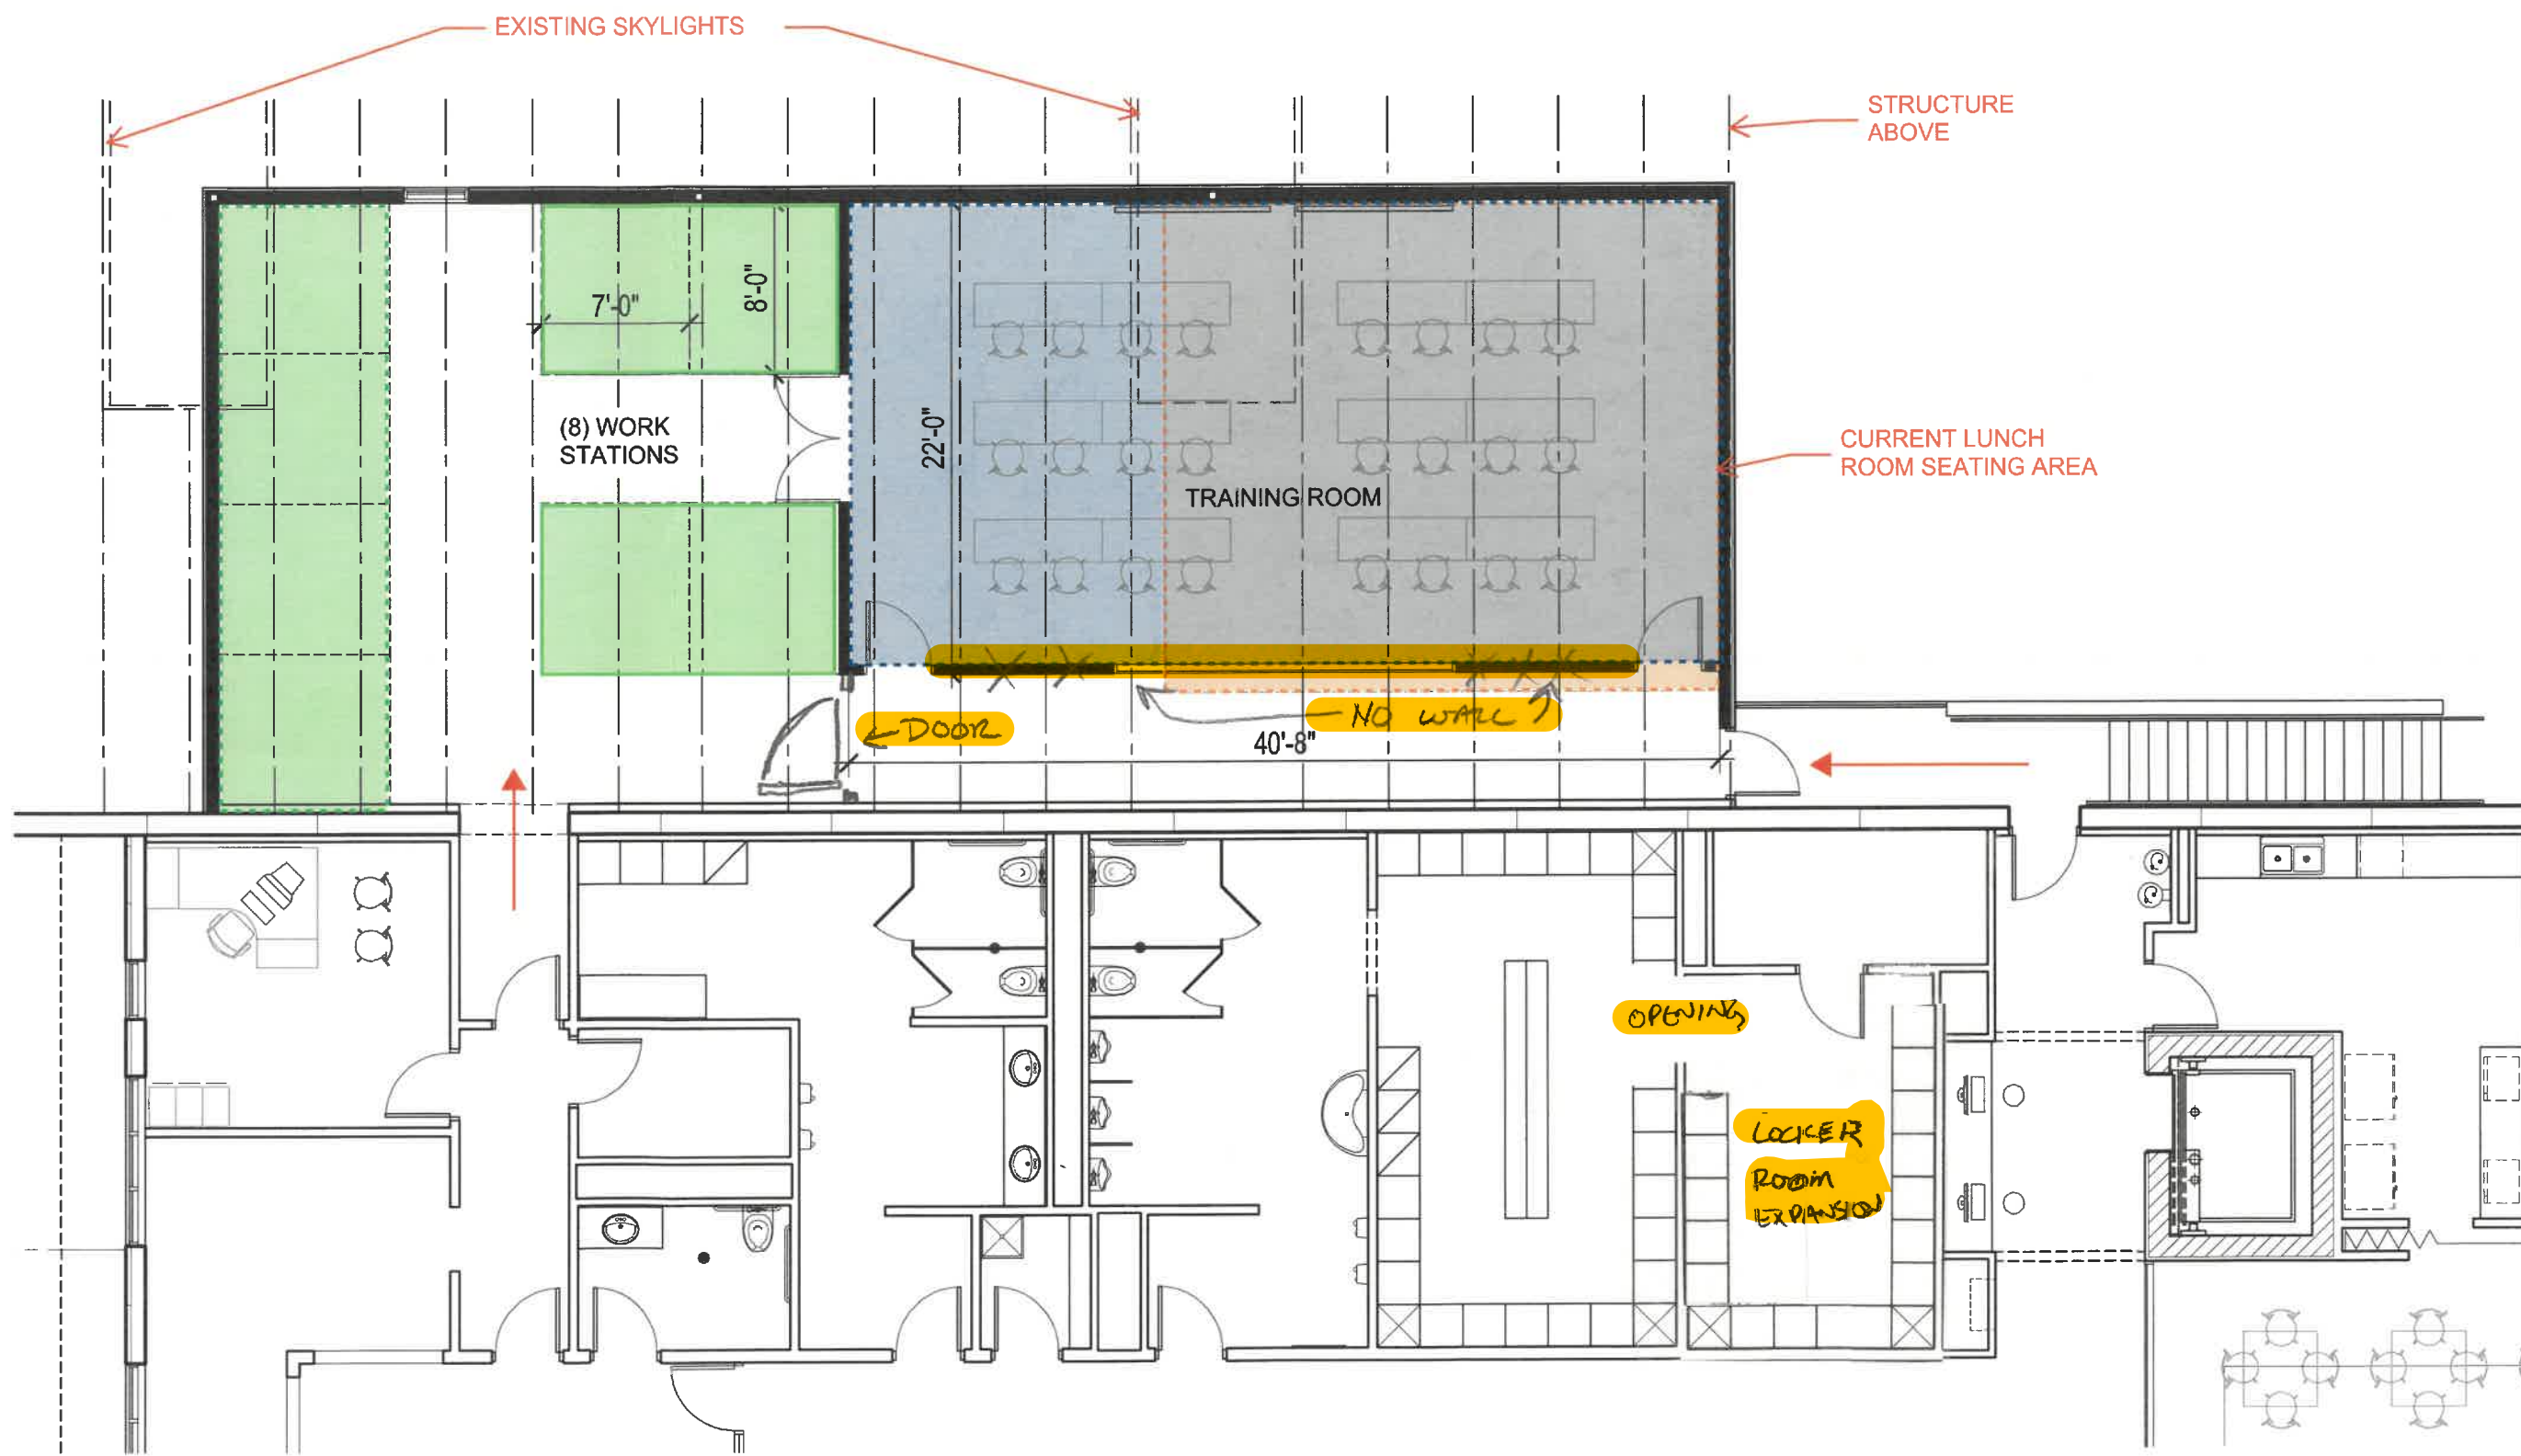 EXISTING SKYLIGHTS
STRUCTURE
ABOVE
7'-0"
8'-0"
(8) WORK
STATIONS
22'-0"
CURRENT LUNCH
ROOM SEATING AREA
TRAINING ROOM
← DOOR
NO WALL
40'-8"
OPENING
LOCKER
ROOM
EXPANSION